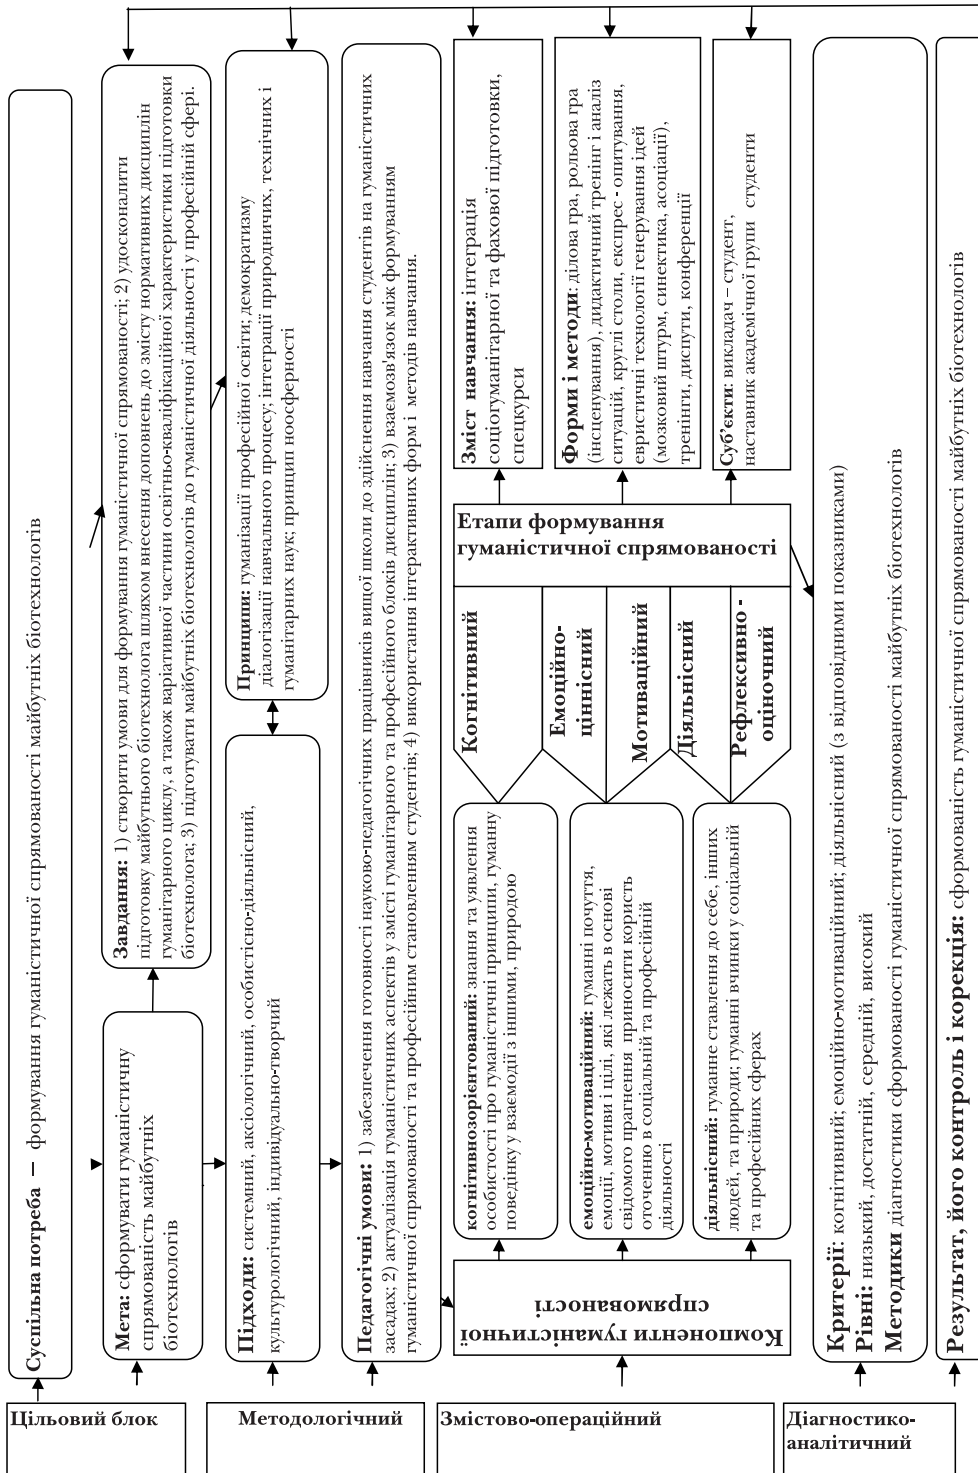 Суспільна потреба – формування гуманістичної спрямованості майбутніх біотехнологів
Цільовий блок
Мета: сформувати гуманістичну
спрямованість майбутніх
біотехнологів
Завдання: 1) створити умови для формування гуманістичної спрямованості; 2) удосконалити
підготовку майбутнього біотехнолога шляхом внесення доповнень до змісту нормативних дисциплін
гуманітарного циклу, а також варіативної частини освітньо-кваліфікаційної характеристики підготовки
біотехнолога; 3) підготувати майбутніх біотехнологів до гуманістичної діяльності у професійній сфері.
Методологічний
Підходи: системний, аксіологічний, особистісно-діяльнісний,
культурологічний, індивідуально-творчий
Принципи: гуманізації професійної освіти; демократизму
діалогізації навчального процесу; інтеграції природничих, технічних і
гуманітарних наук; принцип ноосферності
Педагогічні умови: 1) забезпечення готовності науково-педагогічних працівників вищої школи до здійснення навчання студентів на гуманістичних
засадах; 2) актуалізація гуманістичних аспектів у змісті гуманітарного та професійного блоків дисциплін; 3) взаємозв'язок між формуванням
гуманістичної спрямованості та професійним становленням студентів; 4) використання інтерактивних форм і методів навчання.
Змістово-операційний
Компоненти гуманістичної
спрямованості
когнітивнозорієнтований: знання та уявлення
особистості про гуманістичні принципи, гуманну
поведінку у взаємодії з іншими, природою
емоційно-мотиваційний: гуманні почуття,
емоції, мотиви і цілі, які лежать в основі
свідомого прагнення приносити користь
оточенню в соціальній та професійній
діяльності
діяльнісний: гуманне ставлення до себе, інших
людей, та природи; гуманні вчинки у соціальній
та професійних сферах
Когнітивний
Емоційно-
ціннісний
Мотиваційний
Діяльнісний
Рефлексивно-
оціночний
Етапи формування
гуманістичної спрямованості
Зміст навчання: інтеграція
соціогуманітарної та фахової підготовки,
спецкурси
Форми і методи: ділова гра, рольова гра
(інсценування), дидактичний тренінг і аналіз
ситуацій, круглі столи, експрес - опитування,
евристичні технології генерування ідей
(мозковий штурм, синектика, асоціації),
тренінги, диспути, конференції
Суб'єкти: викладач – студент,
наставник академічної групи студенти
Діагностико-
аналітичний
Критерії: когнітивний; емоційно-мотиваційний; діяльнісний (з відповідними показниками)
Рівні: низький, достатній, середній, високий
Методики діагностики сформованості гуманістичної спрямованості майбутніх біотехнологів
Результат, його контроль і корекція: сформованість гуманістичної спрямованості майбутніх біотехнологів